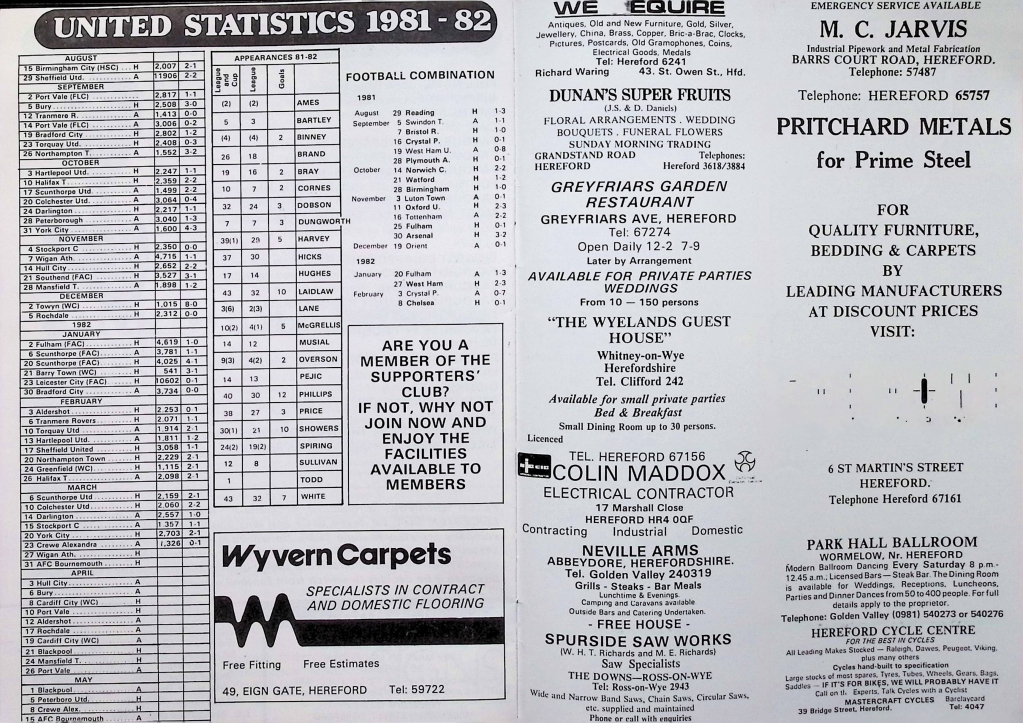 UNITED STATISTICS 1981 - 82
AUGUST
15 Birmingham City (HSC) .. H 2,007 2-1
29 Sheffield Utd. .......... A 11906 2-2
SEPTEMBER
2 Port Vale (FLC) ........ H 2,817 1-1
5 Bury ................. H 2,508 3-0
12 Tranmere R. ............ A 1,413 0-0
14 Port Vale (FLC) ........ A 3,006 0-2
19 Bradford City .......... H 2,802 1-2
23 Torquay Utd. ........... H 2,408 0-3
26 Northampton T. ......... A 1,552 3-2
OCTOBER
3 Hartlepool Utd. ........ H 2,247 1-1
10 Halifax T. ............. H 2,359 2-2
17 Scunthorpe Utd. ........ A 1,499 2-2
20 Colchester Utd. ........ A 3,064 0-4
24 Darlington ............. H 2,217 1-1
28 Peterborough ........... A 3,040 1-3
31 York City .............. A 1,600 4-3
NOVEMBER
4 Stockport C ............ H 2,350 0-0
7 Wigan Ath. ............. A 4,715 1-1
14 Hull City .............. H 2,652 2-2
21 Southend (FAC) ......... H 3,527 3-1
28 Mansfield T. ........... A 1,898 1-2
DECEMBER
2 Towyn (WC) ............. H 1,015 8-0
5 Rochdale ............... H 2,312 0-0
1982
JANUARY
2 Fulham (FAC) ........... H 4,619 1-0
6 Scunthorpe (FAC) ....... A 3,781 1-1
20 Scunthorpe (FAC) ....... H 4,025 4-1
21 Barry Town (WC) ........ H 541 3-1
23 Leicester City (FAC) ... H 10602 0-1
30 Bradford City .......... A 3,734 0-0
FEBRUARY
3 Aldershot .............. H 2,253 0 1
6 Tranmere Rovers ........ H 2,071 1-1
10 Torquay Utd ............ A 1,914 2-1
13 Hartlepool Utd. ........ A 1,811 1-2
17 Sheffield United ....... H 3,058 1-1
20 Northampton Town ....... H 2,229 2-1
24 Greenfield (WC) ........ H 1,115 2-1
26 Halifax T. ............. A 2,098 2-1
MARCH
6 Scunthorpe Utd ......... H 2,159 2-1
10 Colchester Utd ......... H 2,060 2-2
14 Darlington ............. A 2,557 1-0
15 Stockport C ............ A 1 357 1-1
20 York City .............. H 2,703 2-1
23 Crewe Alexandra ........ A 1,326 0-1
27 Wigan Ath. ............. H
31 AFC Bournemouth ........ H
APRIL
3 Hull City .............. A
6 Bury ................... A
8 Cardiff City (WC) ...... H
10 Port Vale .............. H
12 Aldershot .............. A
17 Rochdale ............... A
19 Cardiff City (WC) ...... A
21 Blackpool .............. H
24 Mansfield T. ........... H
26 Port Vale .............. A
MAY
1 Blackpool .............. A
5 Peterboro Utd. ......... H
8 Crewe Alex. ............ H
15 AFC Bournemouth ........ A
APPEARANCES 81-82
League and Cup League Goals
(2) (2) AMES
5 3 BARTLEY
(4) (4) 2 BINNEY
26 18 BRAND
19 16 2 BRAY
10 7 2 CORNES
32 24 3 DOBSON
7 7 3 DUNGWORTH
39(1) 29 5 HARVEY
37 30 HICKS
17 14 HUGHES
43 32 10 LAIDLAW
3(6) 2(3) LANE
10(2) 4(1) 5 McGRELLIS
14 12 MUSIAL
9(3) 4(2) 2 OVERSON
14 13 PEJIC
40 30 12 PHILLIPS
38 27 3 PRICE
30(1) 21 10 SHOWERS
24(2) 19(2) SPIRING
12 8 SULLIVAN
1 TODD
43 32 7 WHITE
FOOTBALL COMBINATION
1981
August 29 Reading H 1-3
September 5 Swindon T. A 1-1
7 Bristol R. H 1-0
16 Crystal P. H 0-1
19 West Ham U. A 0-8
28 Plymouth A. H 0-1
October 14 Norwich C. H 2-2
21 Watford H 1-2
28 Birmingham H 1-0
November 3 Luton Town A 0-1
11 Oxford U. H 2-3
16 Tottenham A 2-2
25 Fulham H 0-1
30 Arsenal H 3-2
December 19 Orient A 0-1
1982
January 20 Fulham A 1-3
27 West Ham H 2-3
February 3 Crystal P. A 0-7
8 Chelsea H 0-1
ARE YOU A
MEMBER OF THE
SUPPORTERS'
CLUB?
IF NOT, WHY NOT
JOIN NOW AND
ENJOY THE
FACILITIES
AVAILABLE TO
MEMBERS
Wyvern Carpets
SPECIALISTS IN CONTRACT
AND DOMESTIC FLOORING
Free Fitting Free Estimates
49, EIGN GATE, HEREFORD Tel: 59722
WE EQUIRE
Antiques, Old and New Furniture, Gold, Silver,
Jewellery, China, Brass, Copper, Bric-a-Brac, Clocks,
Pictures, Postcards, Old Gramophones, Coins,
Electrical Goods, Medals
Tel: Hereford 6241
Richard Waring 43. St. Owen St., Hfd.
DUNAN'S SUPER FRUITS
(J.S. & D. Daniels)
FLORAL ARRANGEMENTS . WEDDING
BOUQUETS . FUNERAL FLOWERS
SUNDAY MORNING TRADING
GRANDSTAND ROAD Telephones:
HEREFORD Hereford 3618/3884
GREYFRIARS GARDEN
RESTAURANT
GREYFRIARS AVE, HEREFORD
Tel: 67274
Open Daily 12-2 7-9
Later by Arrangement
AVAILABLE FOR PRIVATE PARTIES
WEDDINGS
From 10 — 150 persons
"THE WYELANDS GUEST
HOUSE"
Whitney-on-Wye
Herefordshire
Tel. Clifford 242
Available for small private parties
Bed & Breakfast
Small Dining Room up to 30 persons.
Licenced
TEL. HEREFORD 67156
COLIN MADDOX
ELECTRICAL CONTRACTOR
17 Marshall Close
HEREFORD HR4 0QF
Contracting Industrial Domestic
NEVILLE ARMS
ABBEYDORE, HEREFORDSHIRE.
Tel. Golden Valley 240319
Grills - Steaks - Bar Meals
Lunchtime & Evenings.
Camping and Caravans available
Outside Bars and Catering Undertaken.
- FREE HOUSE -
SPURSIDE SAW WORKS
(W. H. T. Richards and M. E. Richards)
Saw Specialists
THE DOWNS—ROSS-ON-WYE
Tel: Ross-on-Wye 2943
Wide and Narrow Band Saws, Chain Saws, Circular Saws,
etc. supplied and maintained
Phone or call with enquiries
EMERGENCY SERVICE AVAILABLE
M. C. JARVIS
Industrial Pipework and Metal Fabrication
BARRS COURT ROAD, HEREFORD.
Telephone: 57487
Telephone: HEREFORD 65757
PRITCHARD METALS
for Prime Steel
FOR
QUALITY FURNITURE,
BEDDING & CARPETS
BY
LEADING MANUFACTURERS
AT DISCOUNT PRICES
VISIT:
6 ST MARTIN'S STREET
HEREFORD.
Telephone Hereford 67161
PARK HALL BALLROOM
WORMELOW, Nr. HEREFORD
Modern Ballroom Dancing Every Saturday 8 p.m -
12.45 a.m., Licensed Bars — Steak Bar. The Dining Room
is available for Weddings, Receptions, Luncheons,
Parties and Dinner Dances from 50 to 400 people. For full
details apply to the proprietor.
Telephone: Golden Valley (0981) 540273 or 540276
HEREFORD CYCLE CENTRE
FOR THE BEST IN CYCLES
All Leading Makes Stocked — Raleigh, Dawes, Peugeot, Viking,
plus many others
Cycles hand-built to specification
Large stocks of most spares, Tyres, Tubes, Wheels, Gears, Bags,
Saddles — IF IT'S FOR BIKES, WE WILL PROBABLY HAVE IT
Call on th. Experts, Talk Cycles with a Cyclist
MASTERCRAFT CYCLES Barclaycard
39 Bridge Street, Hereford. Tel: 4047